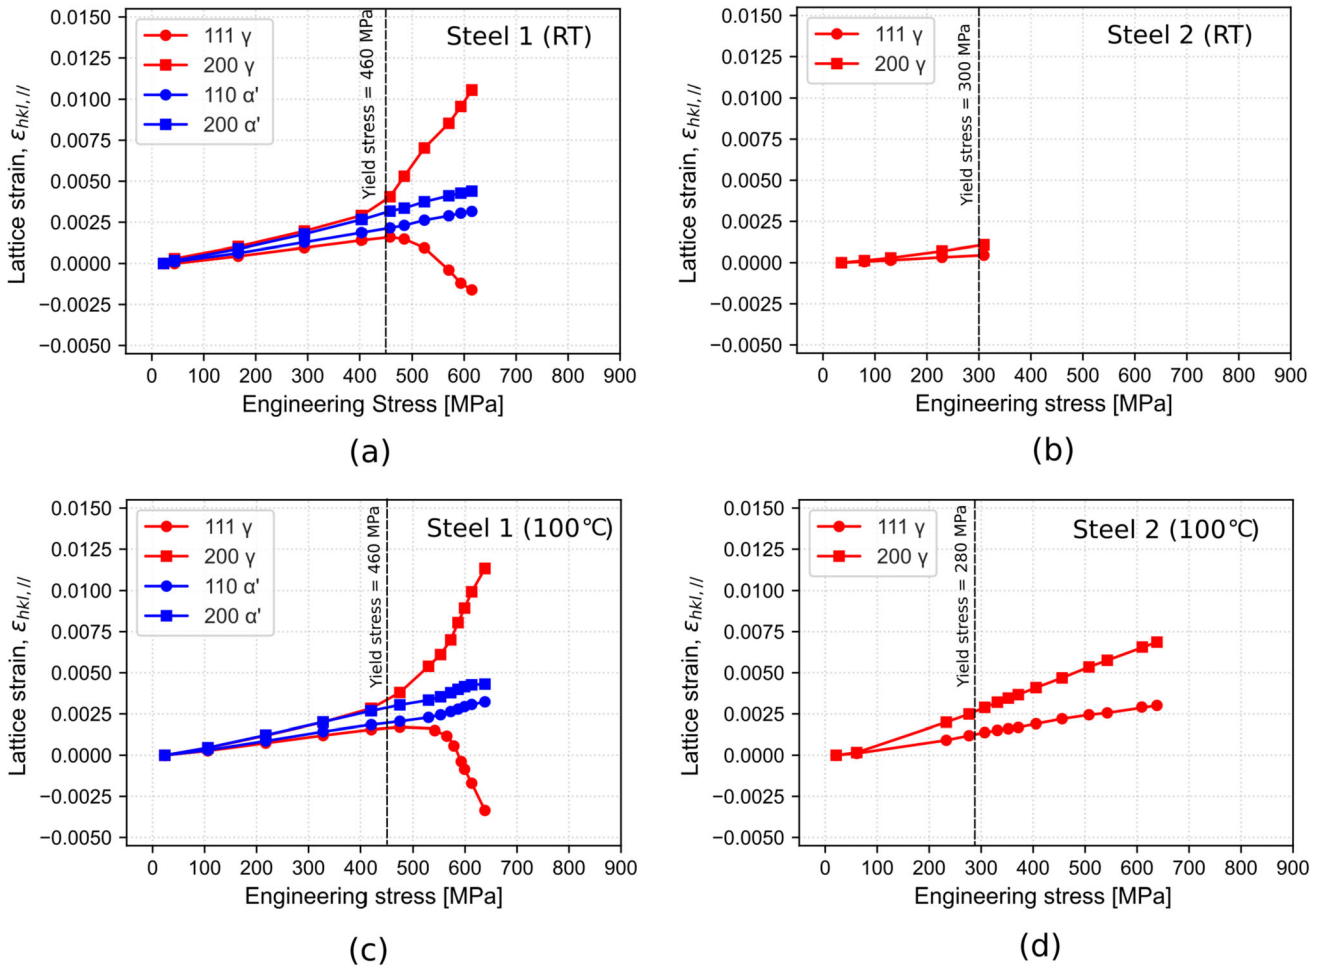 Steel 1 (RT)
111 γ
200 γ
110 α'
200 α'
Yield stress = 460 MPa
Lattice strain, εhkl,//
0.0150
0.0125
0.0100
0.0075
0.0050
0.0025
0.0000
−0.0025
−0.0050
0 100 200 300 400 500 600 700 800 900
Engineering Stress [MPa]
(a)
Steel 2 (RT)
111 γ
200 γ
Yield stress = 300 MPa
Lattice strain, εhkl,//
0.0150
0.0125
0.0100
0.0075
0.0050
0.0025
0.0000
−0.0025
−0.0050
0 100 200 300 400 500 600 700 800 900
Engineering stress [MPa]
(b)
Steel 1 (100°C)
111 γ
200 γ
110 α'
200 α'
Yield stress = 460 MPa
Lattice strain, εhkl,//
0.0150
0.0125
0.0100
0.0075
0.0050
0.0025
0.0000
−0.0025
−0.0050
0 100 200 300 400 500 600 700 800 900
Engineering stress [MPa]
(c)
Steel 2 (100°C)
111 γ
200 γ
Yield stress = 280 MPa
Lattice strain, εhkl,//
0.0150
0.0125
0.0100
0.0075
0.0050
0.0025
0.0000
−0.0025
−0.0050
0 100 200 300 400 500 600 700 800 900
Engineering stress [MPa]
(d)